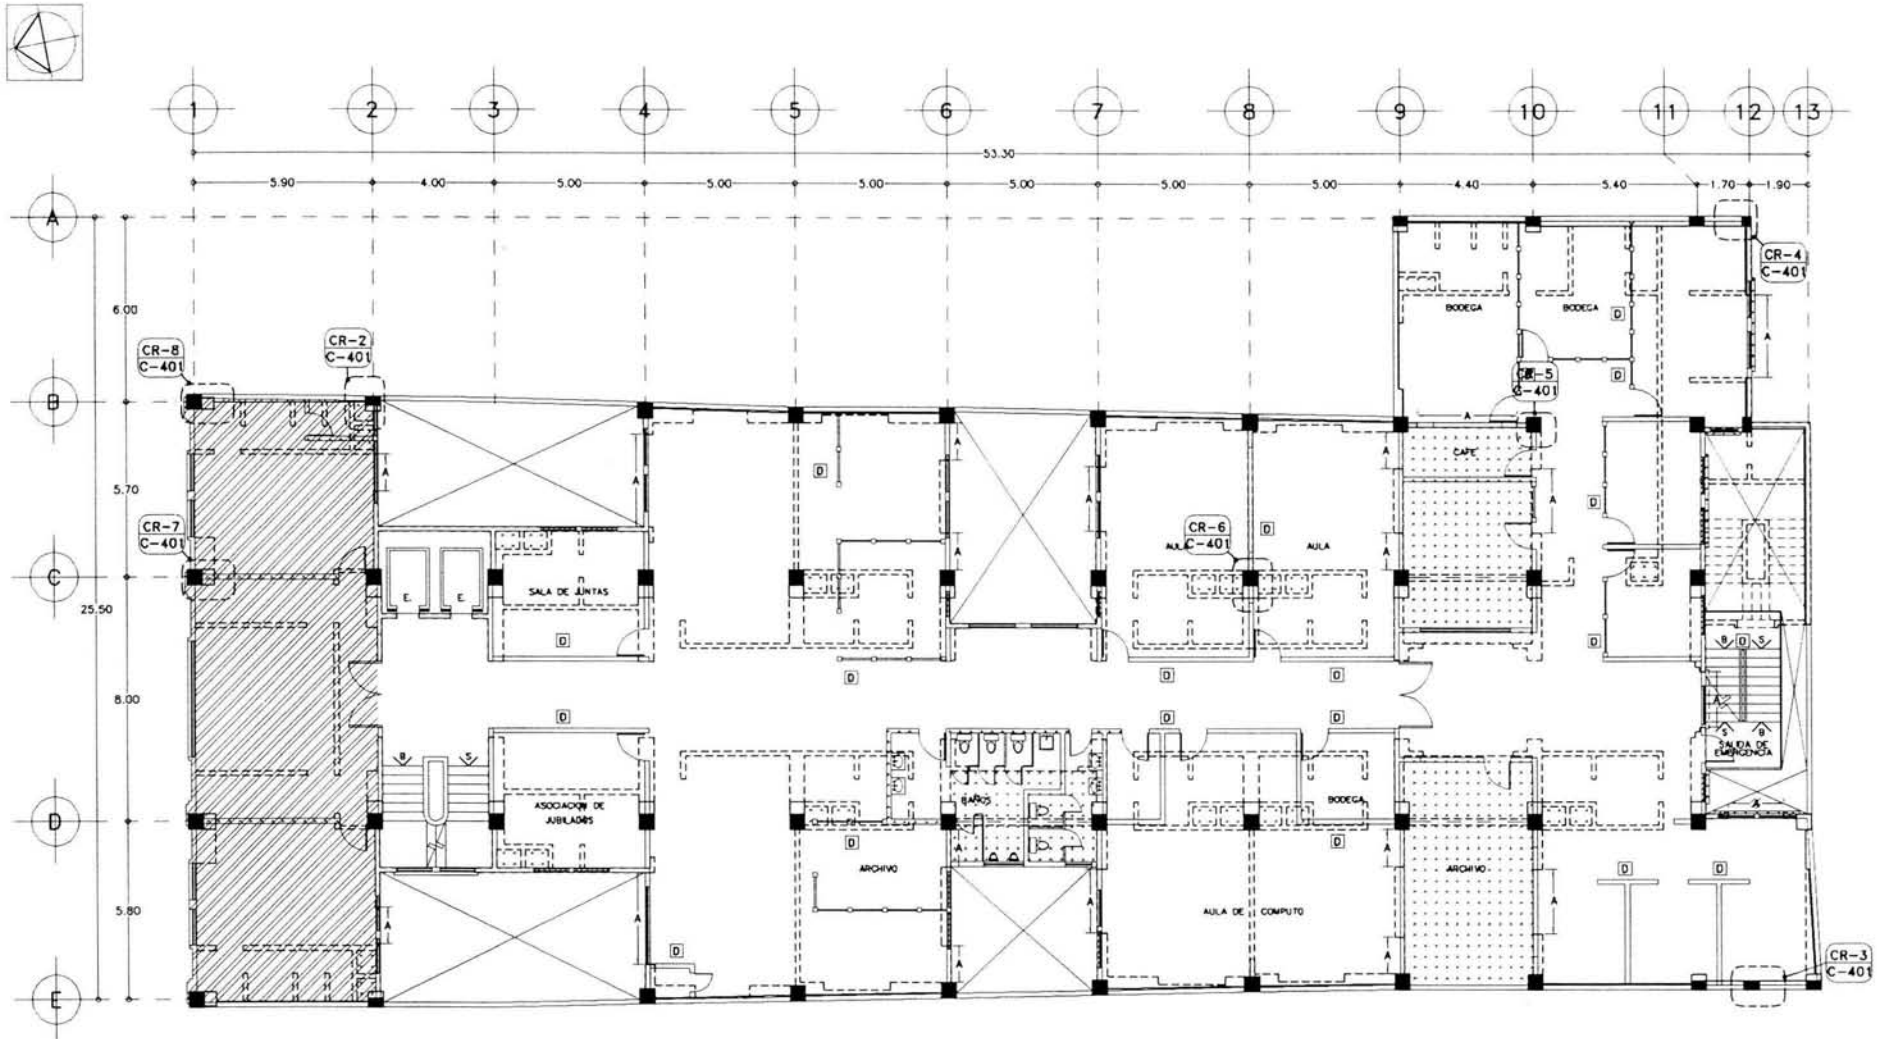 1 2 3 4 5 6 7 8 9 10 11 12 13
53.30
5.90 4.00 5.00 5.00 5.00 5.00 5.00 5.00 4.40 5.40 1.70 1.90
A
CR-4
C-401
6.00
BODEGA BODEGA D A
CR-8
C-401
CR-2
C-401
D
CR-5
C-401
B
A
CAFE
A A A A
D
5.70
A A A A D
CR-7
C-401
CR-6
C-401
D
AULA AULA
A A
C
E. E.
SALA DE JUNTAS
25.50
D
D
B D S
D D D
8.00
A
D D D
S B
SALIDA DE
EMERGENCIA
B S
BAÑOS
BODEGA
ASOCIACION DE
JUBILADOS
A
D
D D
A
ARCHIVO ARCHIVO
D D
5.80
A A A A
AULA DE COMPUTO
D
A A
CR-3
C-401
E